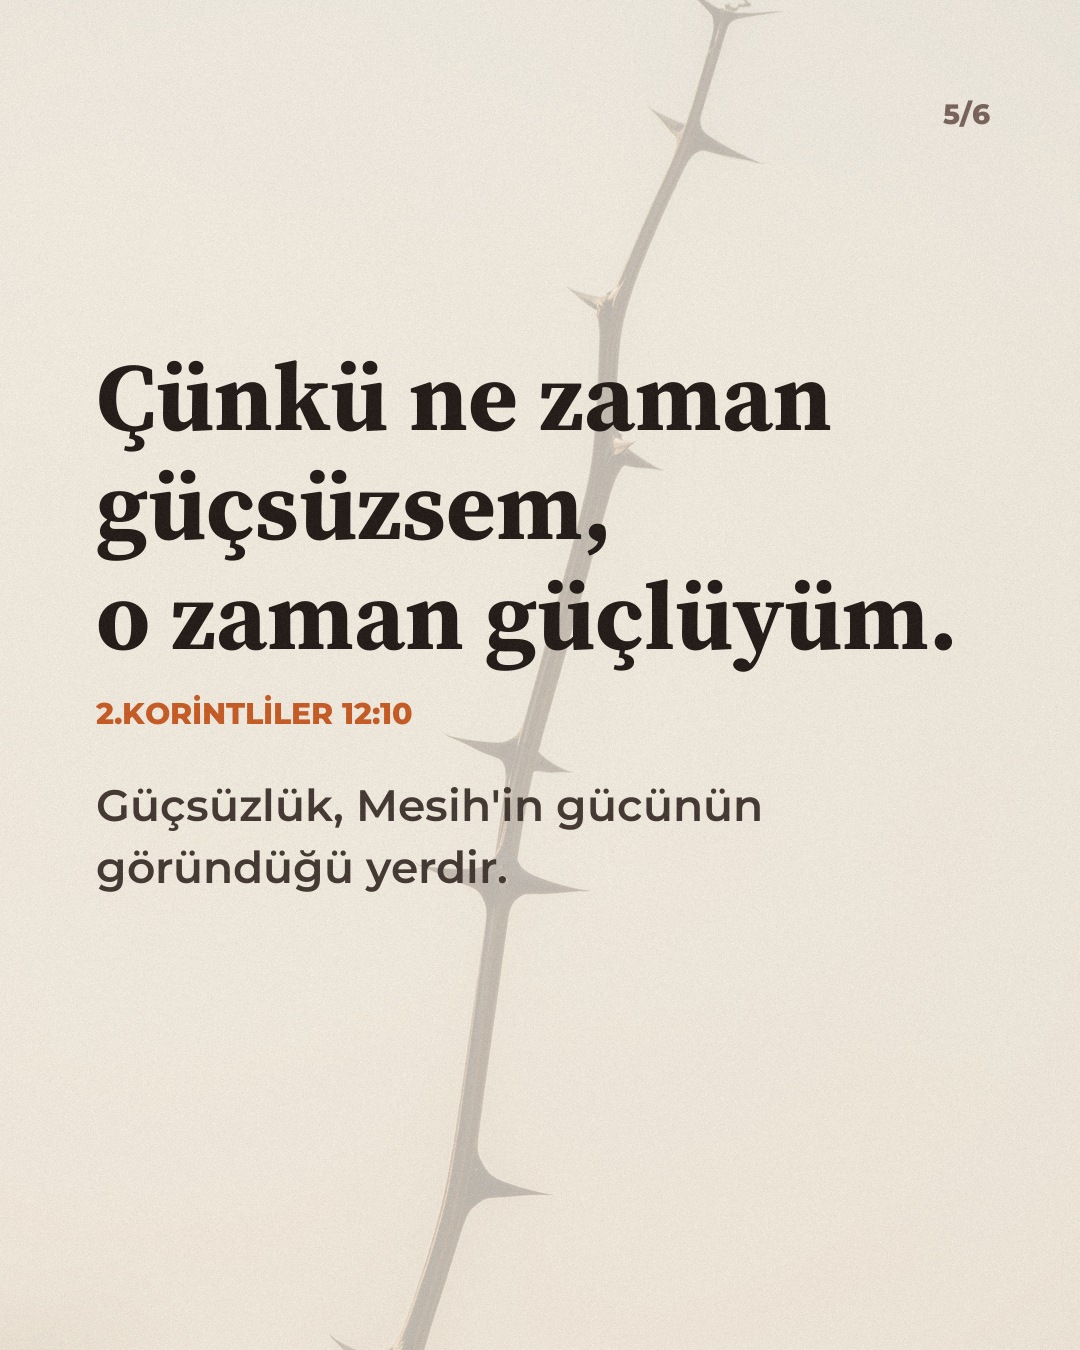 5/6
Çünkü ne zaman
güçsüzsem,
o zaman güçlüyüm.
2.KORİNTLİLER 12:10
Güçsüzlük, Mesih'in gücünün
göründüğü yerdir.